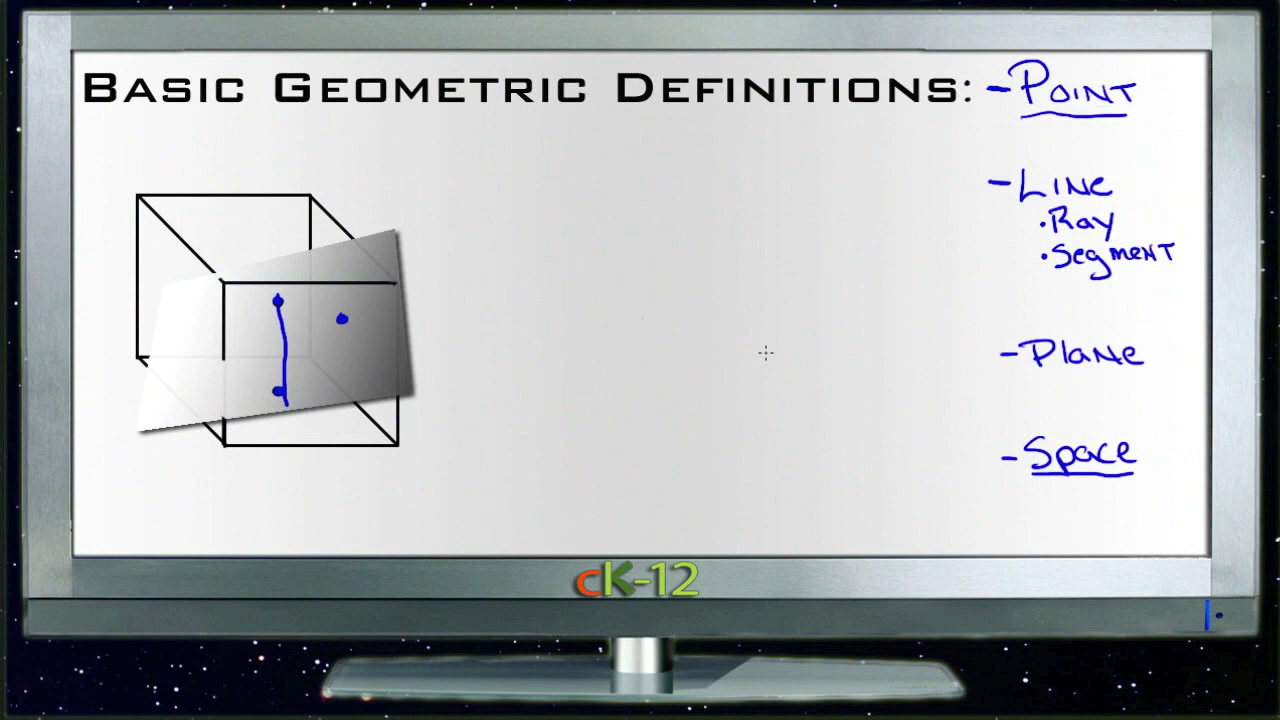 BASIC GEOMETRIC DEFINITIONS: - POINT
- LINE
• Ray
• Segment
- Plane
- Space
cK-12